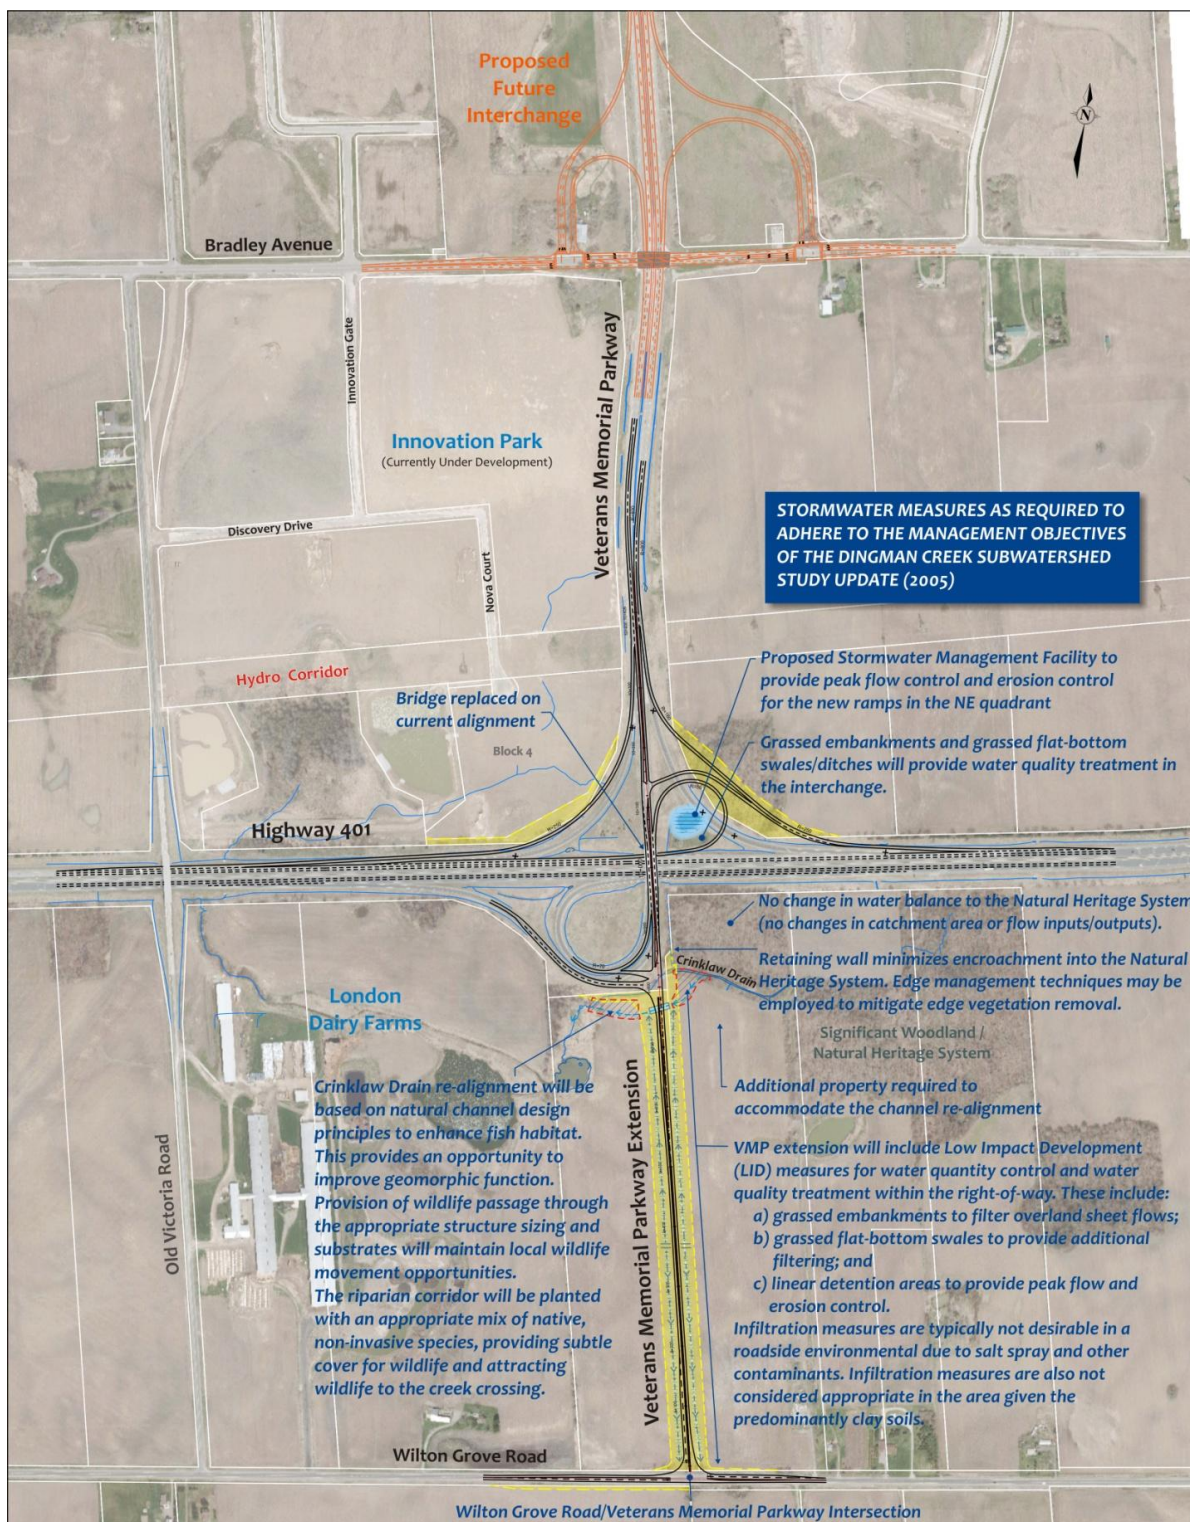 Proposed
Future
Interchange
N
Bradley Avenue
Innovation Gate
Veterans Memorial Parkway
Innovation Park
(Currently Under Development)
Discovery Drive
Nova Court
STORMWATER MEASURES AS REQUIRED TO
ADHERE TO THE MANAGEMENT OBJECTIVES
OF THE DINGMAN CREEK SUBWATERSHED
STUDY UPDATE (2005)
Hydro Corridor
Bridge replaced on
current alignment
Block 4
Proposed Stormwater Management Facility to
provide peak flow control and erosion control
for the new ramps in the NE quadrant
Grassed embankments and grassed flat-bottom
swales/ditches will provide water quality treatment in
the interchange.
Highway 401
No change in water balance to the Natural Heritage System
(no changes in catchment area or flow inputs/outputs).
Retaining wall minimizes encroachment into the Natural
Heritage System. Edge management techniques may be
employed to mitigate edge vegetation removal.
Crinklaw Drain
London
Dairy Farms
Significant Woodland /
Natural Heritage System
Additional property required to
accommodate the channel re-alignment
Crinklaw Drain re-alignment will be
based on natural channel design
principles to enhance fish habitat.
This provides an opportunity to
improve geomorphic function.
Provision of wildlife passage through
the appropriate structure sizing and
substrates will maintain local wildlife
movement opportunities.
The riparian corridor will be planted
with an appropriate mix of native,
non-invasive species, providing subtle
cover for wildlife and attracting
wildlife to the creek crossing.
Old Victoria Road
Veterans Memorial Parkway Extension
VMP extension will include Low Impact Development
(LID) measures for water quantity control and water
quality treatment within the right-of-way. These include:
a) grassed embankments to filter overland sheet flows;
b) grassed flat-bottom swales to provide additional
filtering; and
c) linear detention areas to provide peak flow and
erosion control.
Infiltration measures are typically not desirable in a
roadside environmental due to salt spray and other
contaminants. Infiltration measures are also not
considered appropriate in the area given the
predominantly clay soils.
Wilton Grove Road
Wilton Grove Road/Veterans Memorial Parkway Intersection